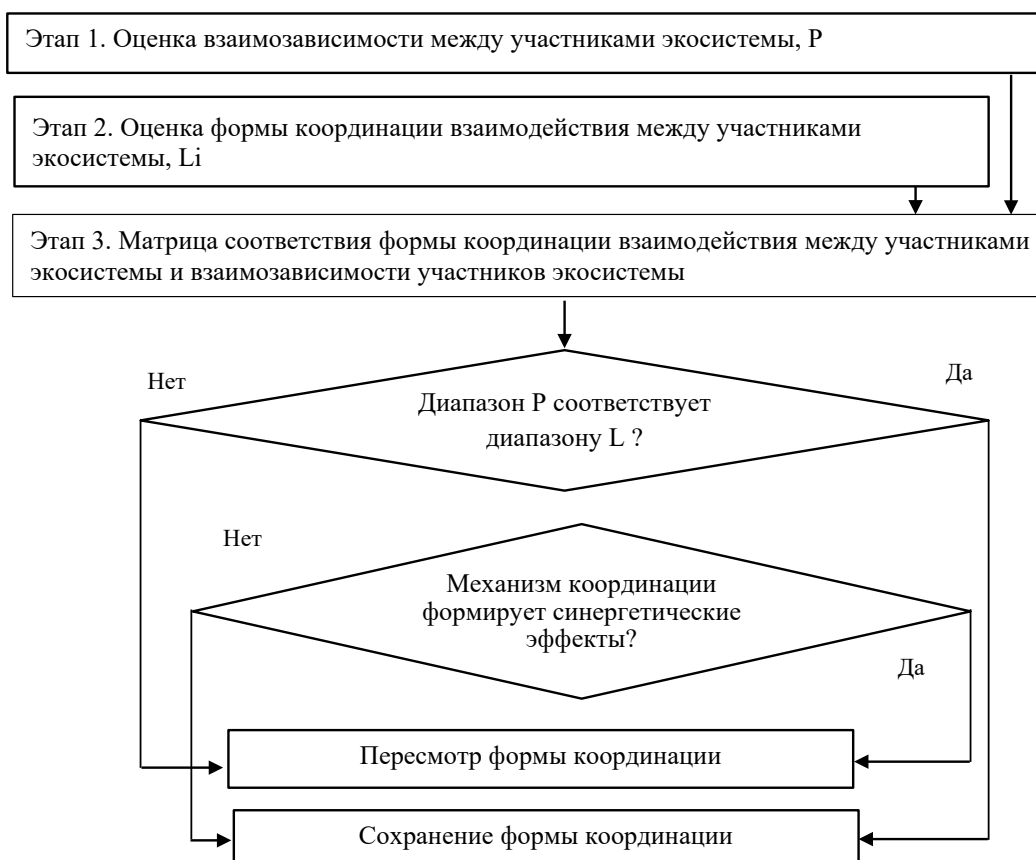 Этап 1. Оценка взаимозависимости между участниками экосистемы, P
Этап 2. Оценка формы координации взаимодействия между участниками
экосистемы, Li
Этап 3. Матрица соответствия формы координации взаимодействия между участниками
экосистемы и взаимозависимости участников экосистемы
Нет
Да
Диапазон P соответствует
диапазону L ?
Нет
Механизм координации
формирует синергетические
эффекты?
Да
Пересмотр формы координации
Сохранение формы координации